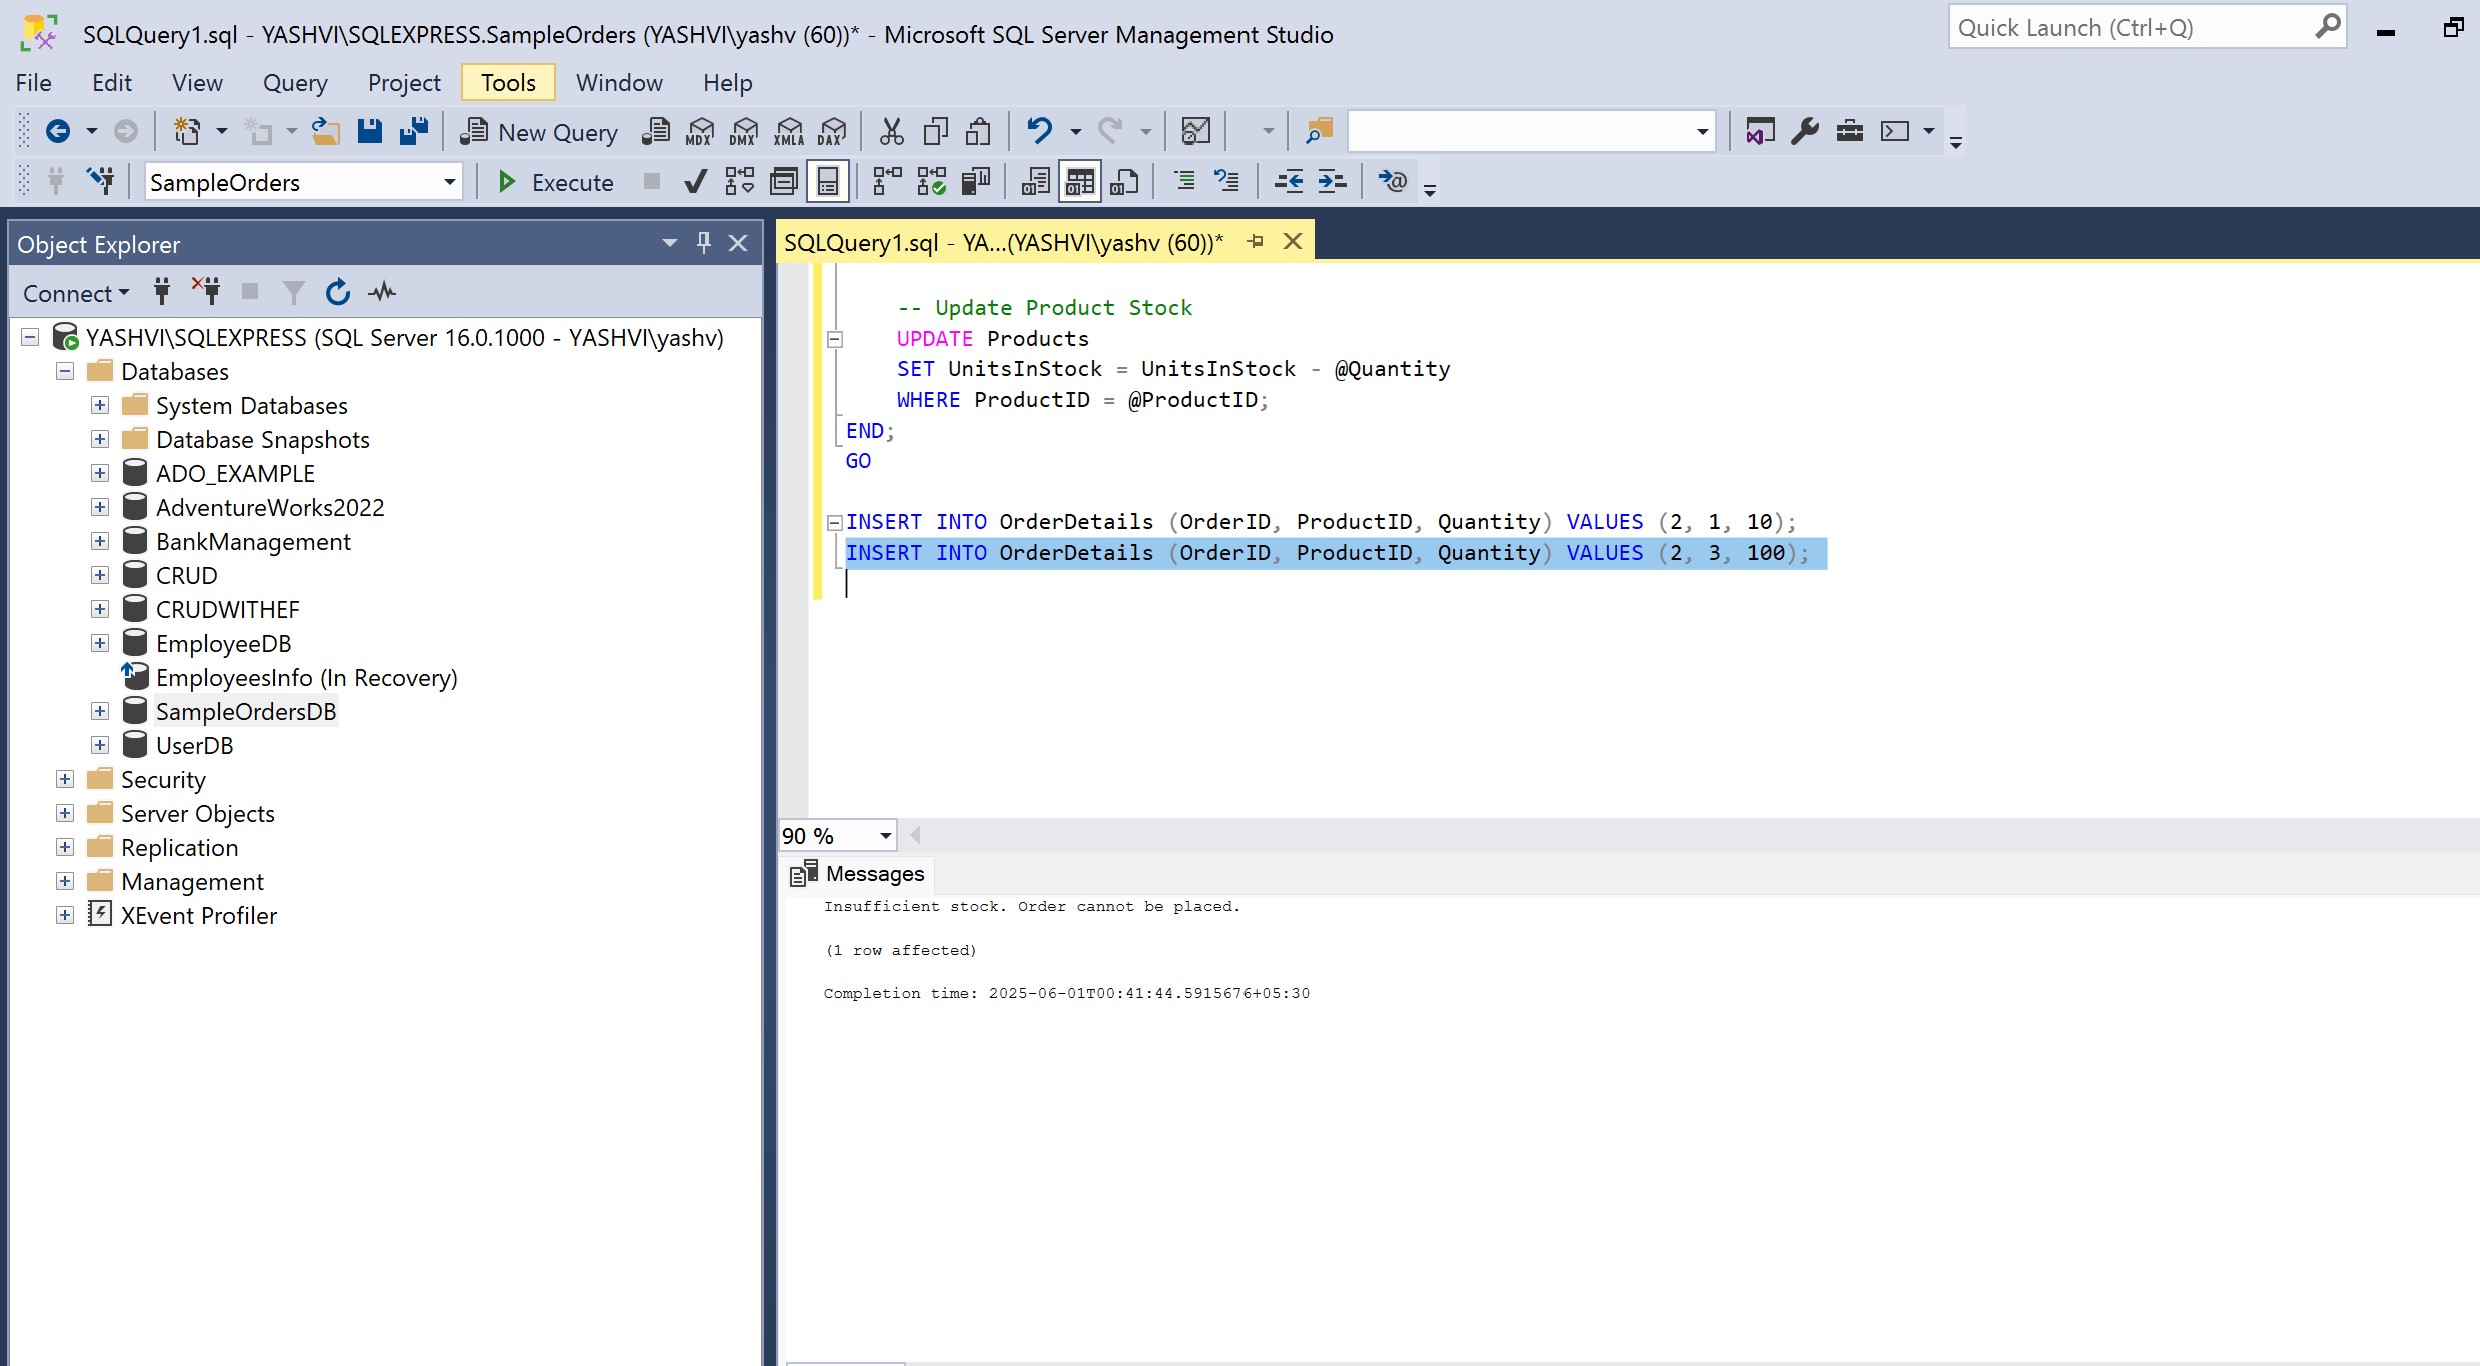 SQLQuery1.sql - YASHVI\SQLEXPRESS.SampleOrders (YASHVI\yashv (60))* - Microsoft SQL Server Management Studio
Quick Launch (Ctrl+Q)
File Edit View Query Project Tools Window Help
New Query MDX DMX XMLA DAX
SampleOrders Execute
Object Explorer
SQLQuery1.sql - YA...(YASHVI\yashv (60))*
Connect
YASHVI\SQLEXPRESS (SQL Server 16.0.1000 - YASHVI\yashv)
Databases
System Databases
Database Snapshots
ADO_EXAMPLE
AdventureWorks2022
BankManagement
CRUD
CRUDWITHEF
EmployeeDB
EmployeesInfo (In Recovery)
SampleOrdersDB
UserDB
Security
Server Objects
Replication
Management
XEvent Profiler
-- Update Product Stock
UPDATE Products
SET UnitsInStock = UnitsInStock - @Quantity
WHERE ProductID = @ProductID;
END;
GO
INSERT INTO OrderDetails (OrderID, ProductID, Quantity) VALUES (2, 1, 10);
INSERT INTO OrderDetails (OrderID, ProductID, Quantity) VALUES (2, 3, 100);
90 %
Messages
Insufficient stock. Order cannot be placed.
(1 row affected)
Completion time: 2025-06-01T00:41:44.5915676+05:30